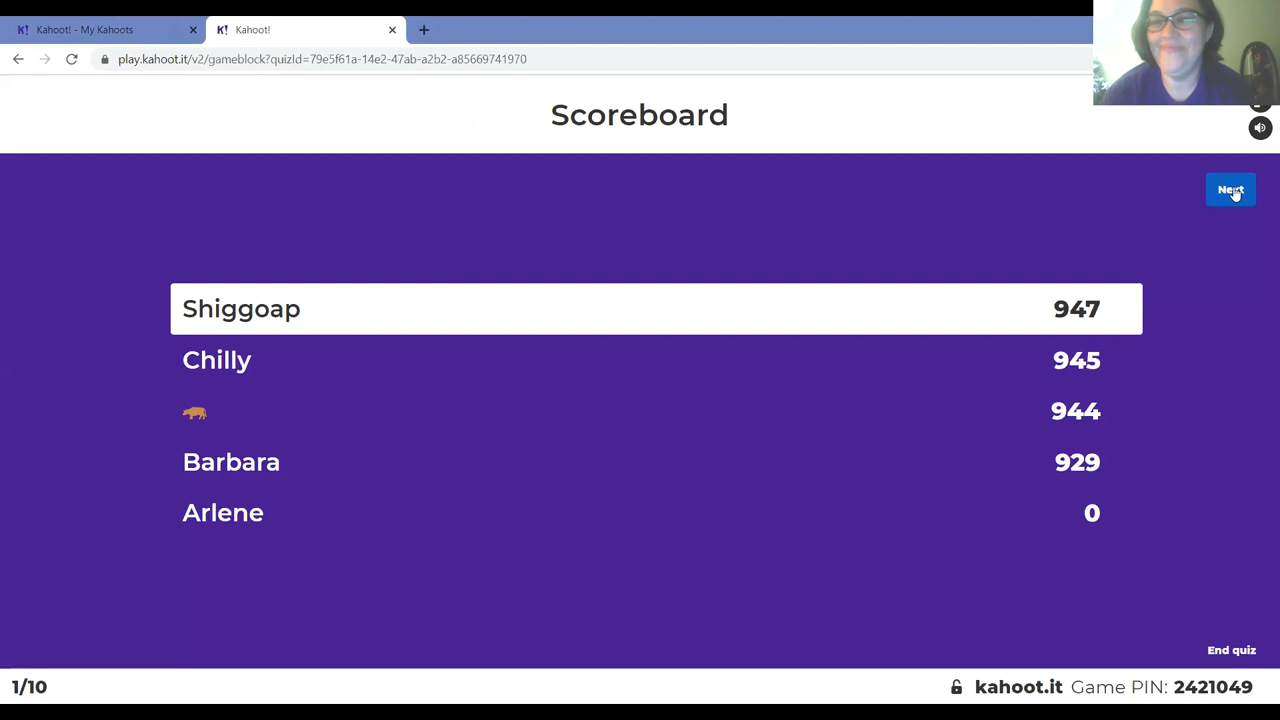 K! Kahoot! - My Kahoots
K! Kahoot!
play.kahoot.it/v2/gameblock?quizId=79e5f61a-14e2-47ab-a2b2-a85669741970
Scoreboard
Next
Shiggoap 947
Chilly 945
944
Barbara 929
Arlene 0
End quiz
1/10
kahoot.it Game PIN: 2421049